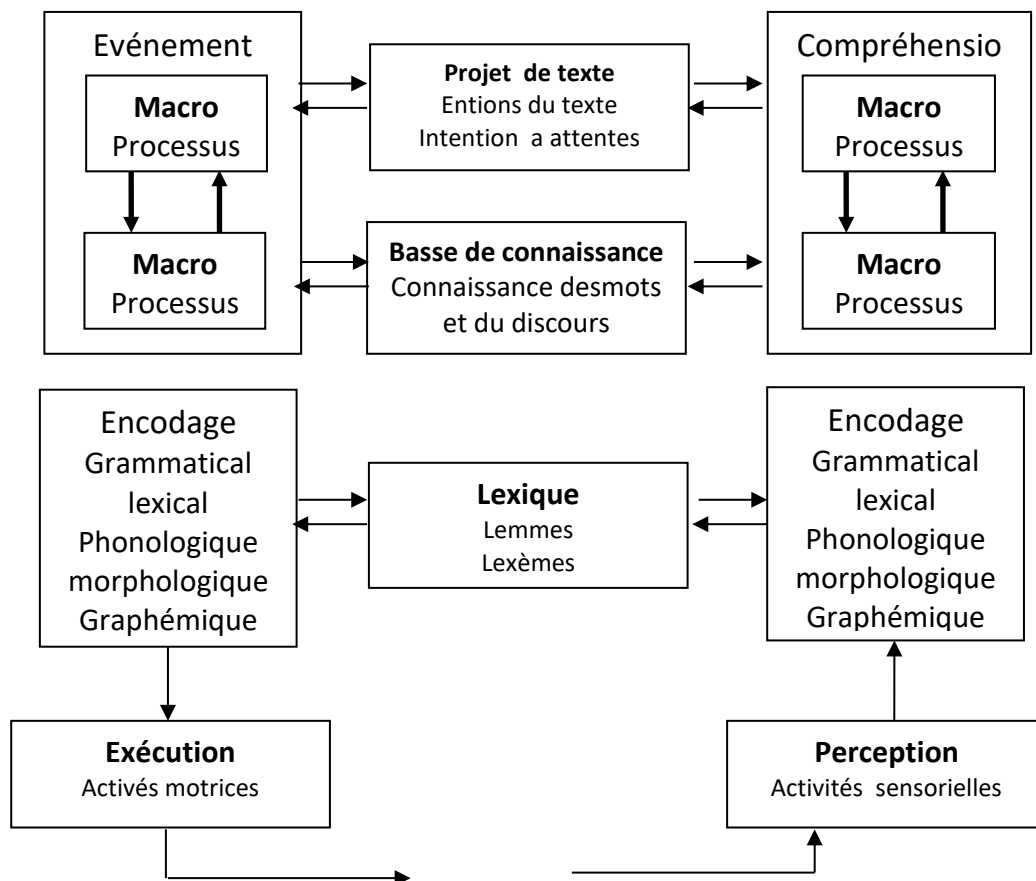 Evénement
Macro
Processus
Macro
Processus
Projet de texte
Entions du texte
Intention a attentes
Basse de connaissance
Connaissance desmots
et du discours
Compréhensio
Macro
Processus
Macro
Processus
Encodage
Grammatical
lexical
Phonologique
morphologique
Graphémique
Lexique
Lemmes
Lexèmes
Encodage
Grammatical
lexical
Phonologique
morphologique
Graphémique
Exécution
Activés motrices
Perception
Activités sensorielles